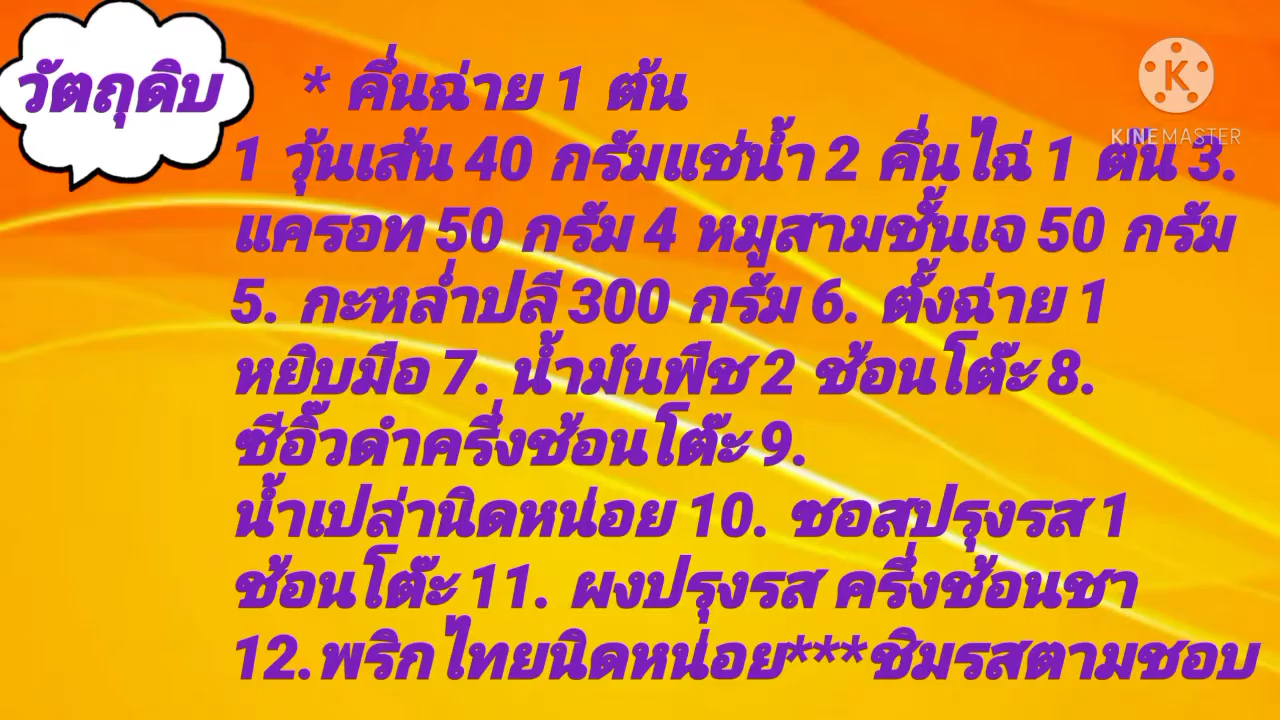 วัตถุดิบ
* คึ่นฉ่าย 1 ต้น
KINEMASTER
1 วุ้นเส้น 40 กรัมแช่น้ำ 2 คึ่นไฉ่ 1 ต้น 3.
แครอท 50 กรัม 4 หมูสามชั้นเจ 50 กรัม
5. กะหล่ำปลี 300 กรัม 6. ตั้งฉ่าย 1
หยิบมือ 7. น้ำมันพืช 2 ช้อนโต๊ะ 8.
ซีอิ๊วดำครึ่งช้อนโต๊ะ 9.
น้ำเปล่านิดหน่อย 10. ซอสปรุงรส 1
ช้อนโต๊ะ 11. ผงปรุงรส ครึ่งช้อนชา
12.พริกไทยนิดหน่อย***ชิมรสตามชอบ